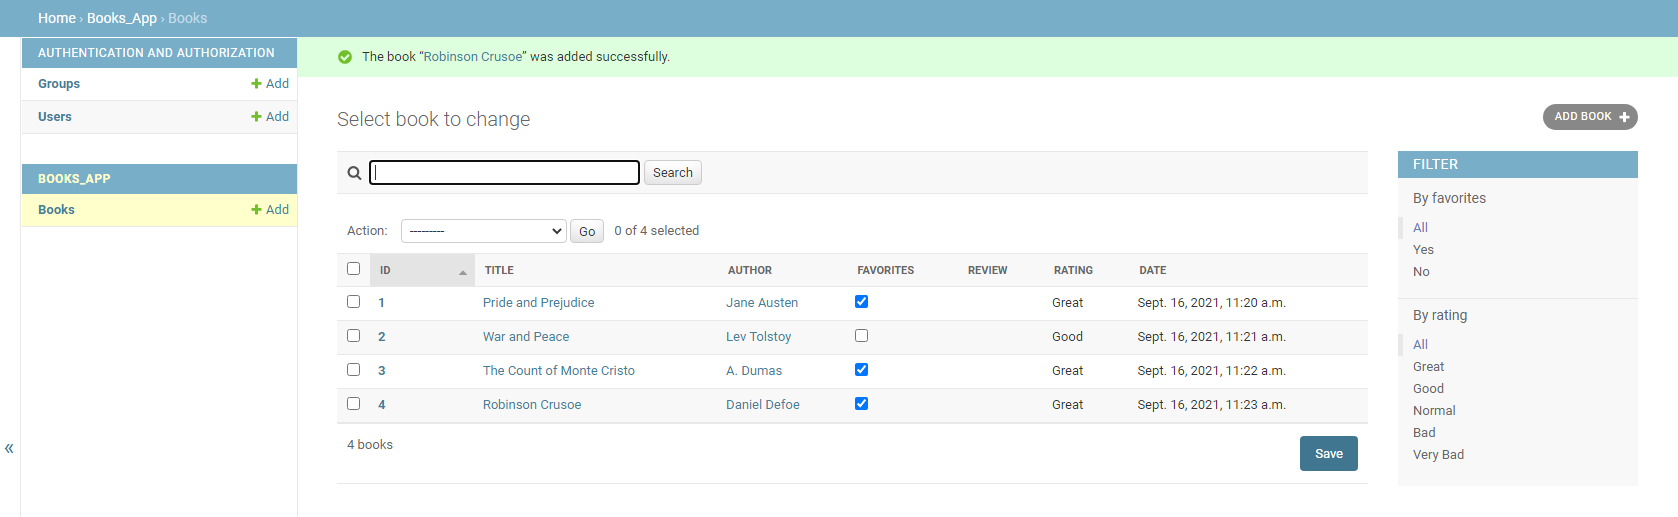 Home › Books_App › Books
AUTHENTICATION AND AUTHORIZATION
Groups
Add
Users
Add
BOOKS_APP
Books
Add
«
The book “Robinson Crusoe” was added successfully.
Select book to change
ADD BOOK
Search
Action: --------- Go 0 of 4 selected
ID TITLE AUTHOR FAVORITES REVIEW RATING DATE
1 Pride and Prejudice Jane Austen Great Sept. 16, 2021, 11:20 a.m.
2 War and Peace Lev Tolstoy Good Sept. 16, 2021, 11:21 a.m.
3 The Count of Monte Cristo A. Dumas Great Sept. 16, 2021, 11:22 a.m.
4 Robinson Crusoe Daniel Defoe Great Sept. 16, 2021, 11:23 a.m.
4 books
Save
FILTER
By favorites
All
Yes
No
By rating
All
Great
Good
Normal
Bad
Very Bad